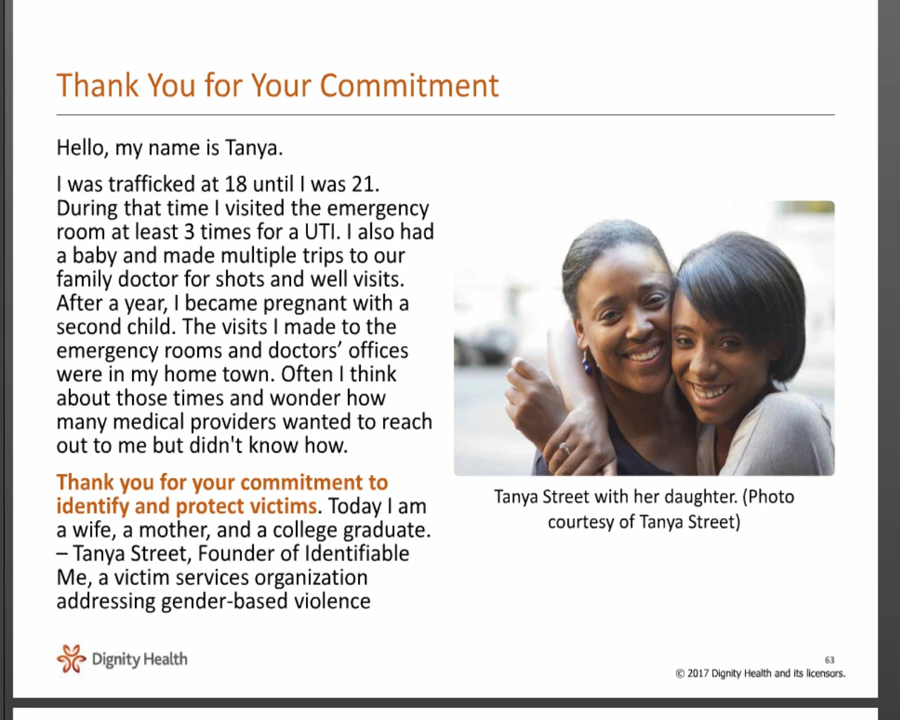 Thank You for Your Commitment
Hello, my name is Tanya.
I was trafficked at 18 until I was 21.
During that time I visited the emergency
room at least 3 times for a UTI. I also had
a baby and made multiple trips to our
family doctor for shots and well visits.
After a year, I became pregnant with a
second child. The visits I made to the
emergency rooms and doctors’ offices
were in my home town. Often I think
about those times and wonder how
many medical providers wanted to reach
out to me but didn't know how.
Thank you for your commitment to
identify and protect victims. Today I am
a wife, a mother, and a college graduate.
– Tanya Street, Founder of Identifiable
Me, a victim services organization
addressing gender-based violence
Tanya Street with her daughter. (Photo
courtesy of Tanya Street)
Dignity Health
63
© 2017 Dignity Health and its licensors.